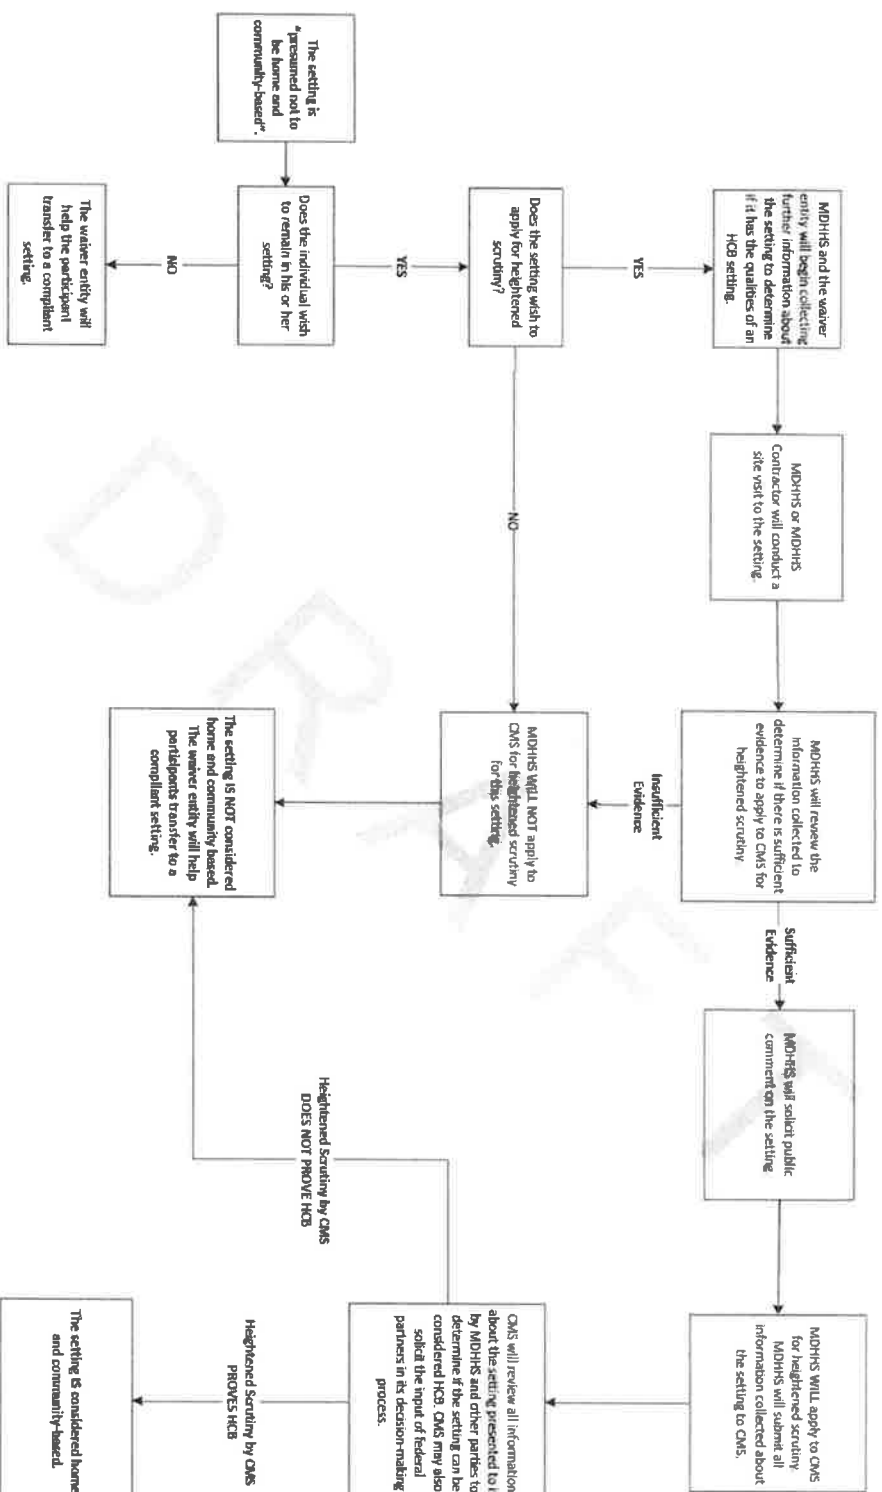 The setting is
"presumed not to
be home and
community-based".
Does the individual wish
to remain in his or her
setting?
NO
The waiver entity will
help the participant
transfer to a compliant
setting.
YES
Does the setting wish to
apply for heightened
scrutiny?
YES
MDHHS and the waiver
entity will begin collecting
further information about
the setting to determine
if it has the qualities of an
HCB setting.
NO
MDHHS or MDHHS
Contractor will conduct a
site visit to the setting.
MDHHS will review the
information collected to
determine if there is sufficient
evidence to apply to CMS for
heightened scrutiny
Insufficient
Evidence
MDHHS WILL NOT apply to
CMS for heightened scrutiny
for this setting.
The setting IS NOT considered
home and community based.
The waiver entity will help
participants transfer to a
compliant setting.
Sufficient
Evidence
MDHHS will solicit public
comment on the setting
MDHHS WILL apply to CMS
for heightened scrutiny
MDHHS will submit all
information collected about
the setting to CMS.
CMS will review all information
about the setting presented to i
by MDHHS and other parties to
determine if the setting can be
considered HCB. CMS may also
solicit the input of federal
partners in its decision-making
process.
Heightened Scrutiny by CMS
DOES NOT PROVE HCB
Heightened Scrutiny by CMS
PROVES HCB
The setting is considered home
and community-based.
DRAFT